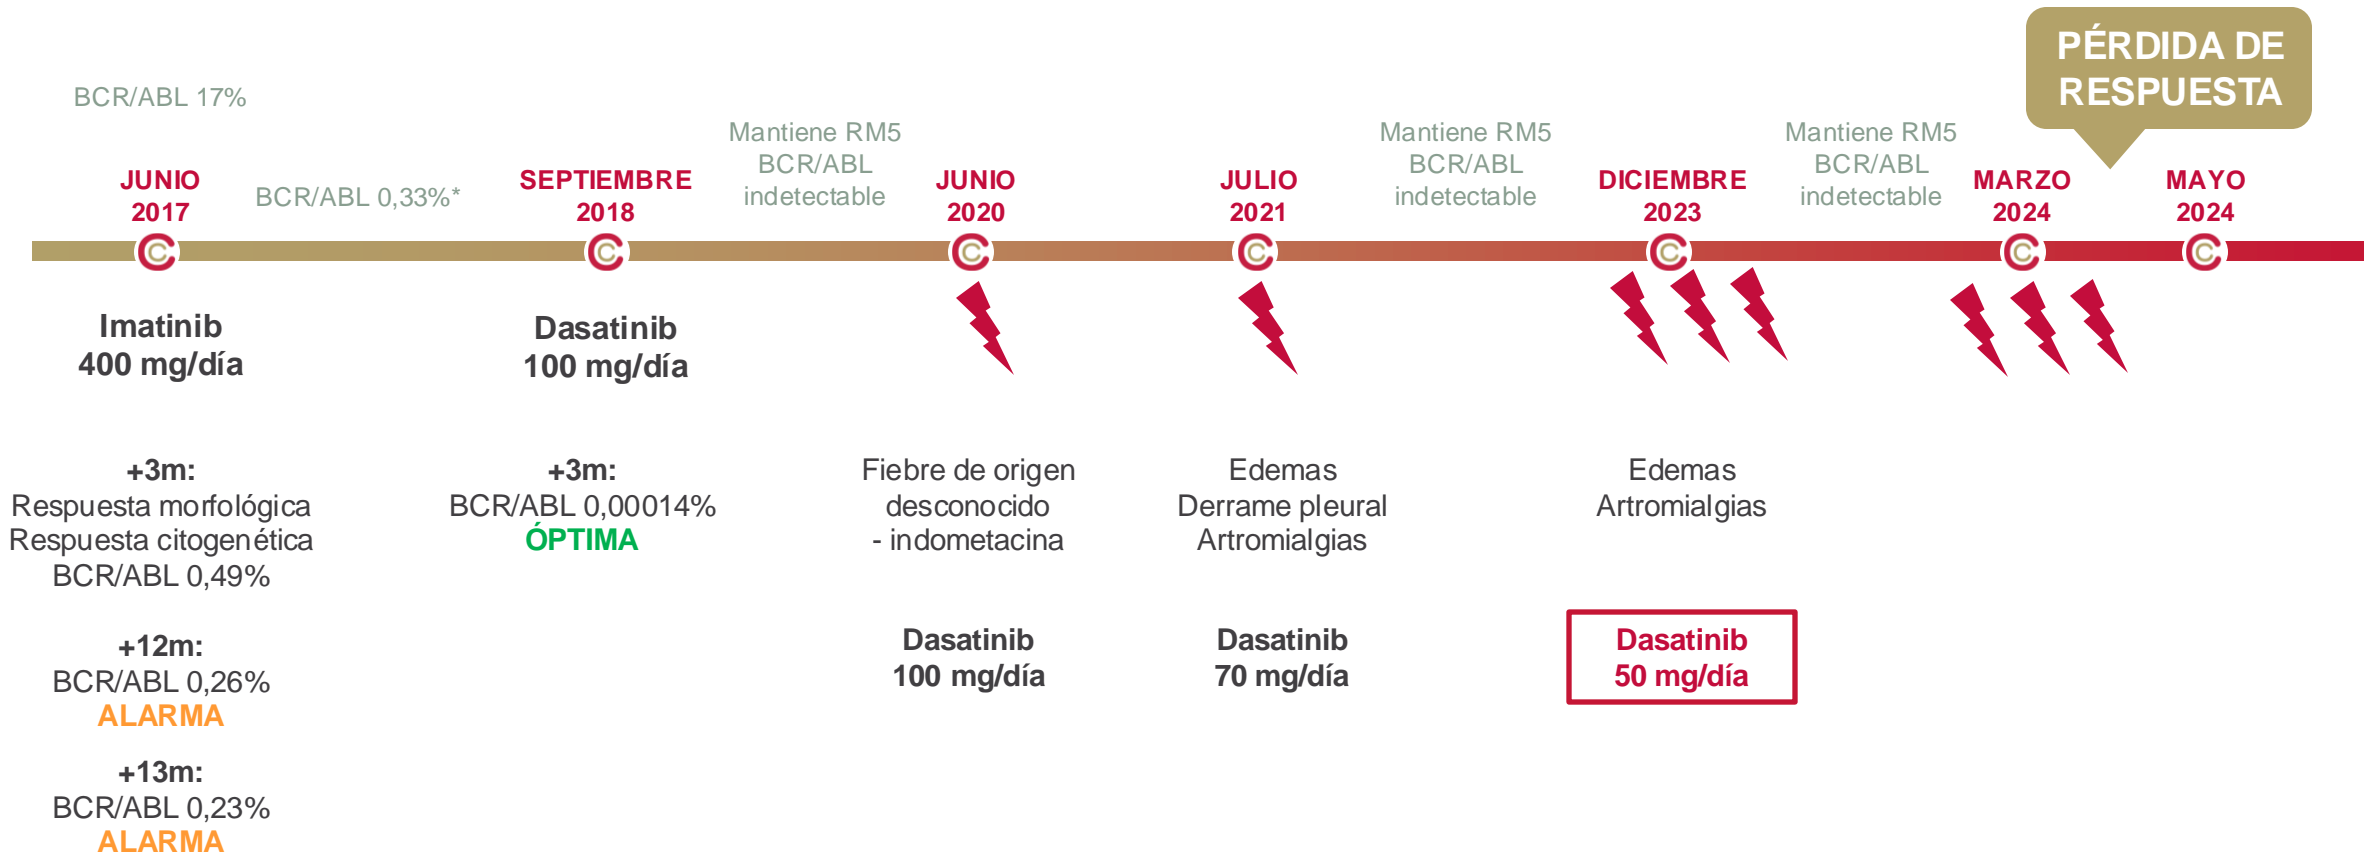 PÉRDIDA DE
RESPUESTA
BCR/ABL 17%
JUNIO
2017
BCR/ABL 0,33%*
SEPTIEMBRE
2018
Mantiene RM5
BCR/ABL
indetectable
JUNIO
2020
JULIO
2021
Mantiene RM5
BCR/ABL
indetectable
DICIEMBRE
2023
Mantiene RM5
BCR/ABL
indetectable
MARZO
2024
MAYO
2024
Imatinib
400 mg/día
Dasatinib
100 mg/día
+3m:
Respuesta morfológica
Respuesta citogenética
BCR/ABL 0,49%
+12m:
BCR/ABL 0,26%
ALARMA
+13m:
BCR/ABL 0,23%
ALARMA
+3m:
BCR/ABL 0,00014%
ÓPTIMA
Fiebre de origen
desconocido
- indometacina
Dasatinib
100 mg/día
Edemas
Derrame pleural
Artromialgias
Dasatinib
70 mg/día
Edemas
Artromialgias
Dasatinib
50 mg/día